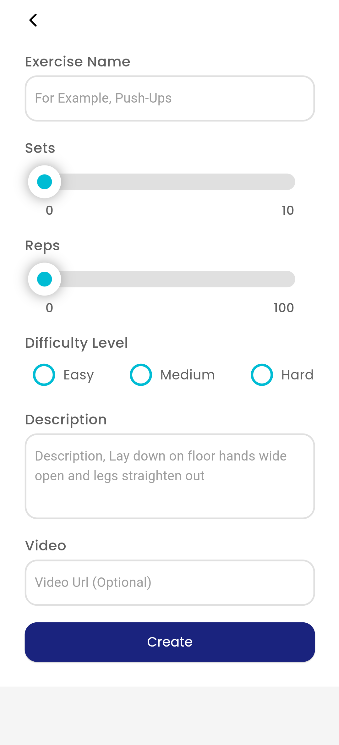 Exercise Name
For Example, Push-Ups
Sets
0 10
Reps
0 100
Difficulty Level
Easy Medium Hard
Description
Description, Lay down on floor hands wide
open and legs straighten out
Video
Video Url (Optional)
Create